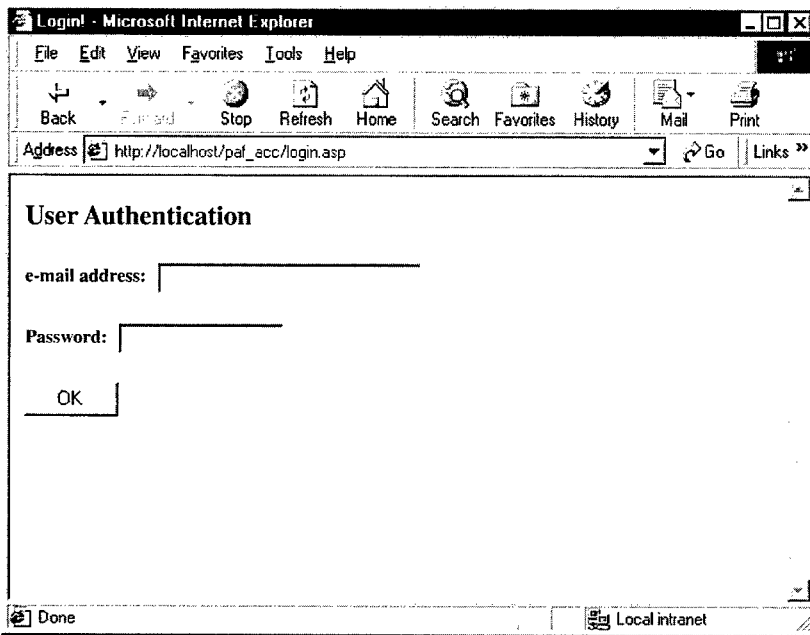 Login! - Microsoft Internet Explorer
File Edit View Favorites Tools Help
Back Forward Stop Refresh Home Search Favorites History Mail Print
Address http://localhost/paf_acc/login.asp Go Links »
User Authentication
e-mail address:
Password:
OK
Done Local intranet